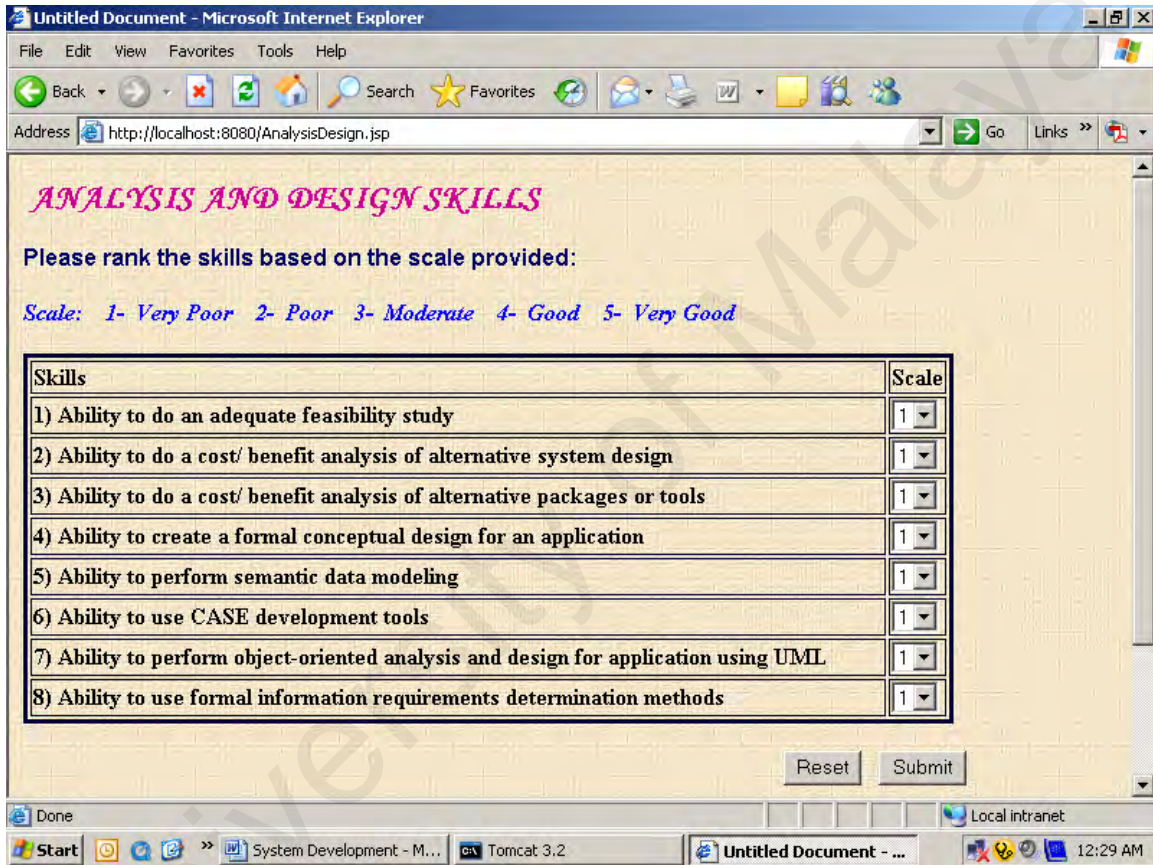 Untitled Document - Microsoft Internet Explorer
File Edit View Favorites Tools Help
Back Search Favorites
Address http://localhost:8080/AnalysisDesign.jsp Go Links »
ANALYSIS AND DESIGN SKILLS
Please rank the skills based on the scale provided:
Scale: 1- Very Poor 2- Poor 3- Moderate 4- Good 5- Very Good
Skills Scale
1) Ability to do an adequate feasibility study 1
2) Ability to do a cost/ benefit analysis of alternative system design 1
3) Ability to do a cost/ benefit analysis of alternative packages or tools 1
4) Ability to create a formal conceptual design for an application 1
5) Ability to perform semantic data modeling 1
6) Ability to use CASE development tools 1
7) Ability to perform object-oriented analysis and design for application using UML 1
8) Ability to use formal information requirements determination methods 1
Reset Submit
Done Local intranet
Start » System Development - M... Tomcat 3.2 Untitled Document - ... 12:29 AM
University of Malaya